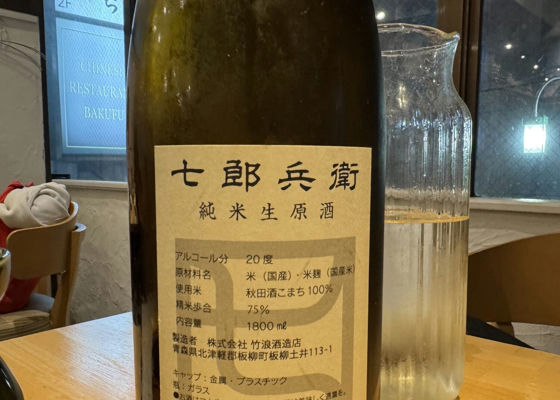 2F
CHINESE
RESTAURA
BAKUFU
七郎兵衛
純米生原酒
アルコール分 20度
原材料名 米(国産)・米麹(国産米)
使用米 秋田酒こまち100%
精米歩合 75%
内容量 1800㎖
製造者 株式会社 竹浪酒造店
青森県北津軽郡板柳町板柳土井113-1
キャップ:金属・プラスチック
瓶:ガラス